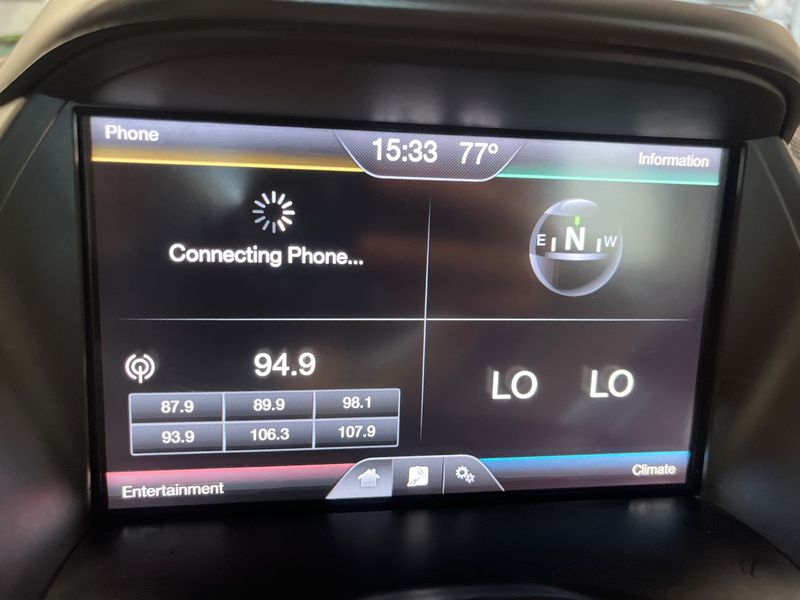 Phone
15:33 77°
Information
Connecting Phone...
E N W
94.9
87.9 89.9 98.1
93.9 106.3 107.9
LO LO
Entertainment
Climate